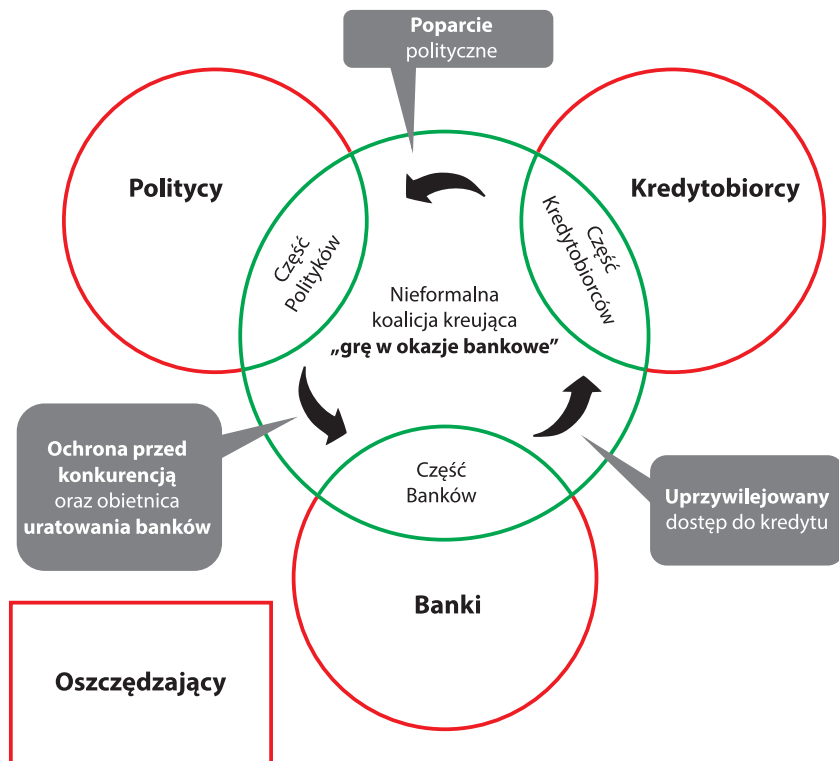 Poparcie
polityczne
Politycy
Kredytobiorcy
Część
Polityków
Część
Kredytobiorców
Nieformalna
koalicja kreująca
„grę w okazje bankowe”
Ochrona przed
konkurencją
oraz obietnica
uratowania banków
Część
Banków
Uprzywilejowany
dostęp do kredytu
Banki
Oszczędzający